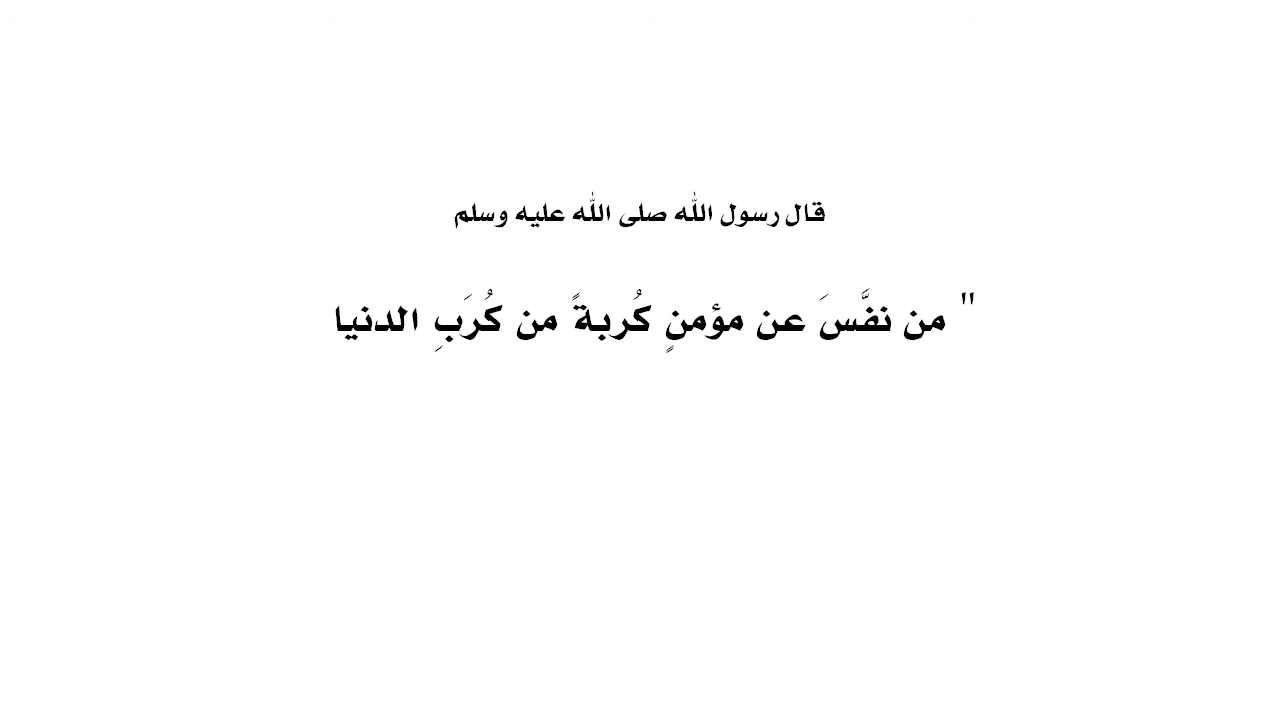 قال رسول الله صلى الله عليه وسلم
" من نفَّسَ عن مؤمنٍ كُربةً من كُرَبِ الدنيا